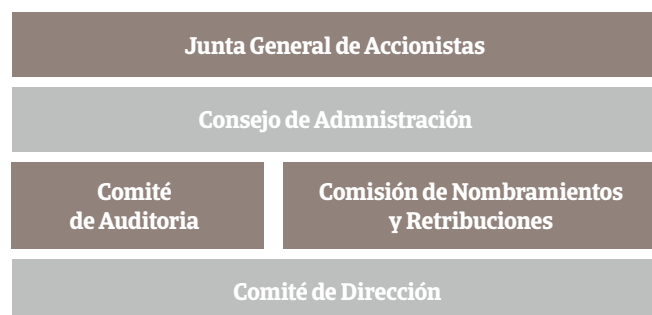 Junta General de Accionistas
Consejo de Admnistración
Comité
de Auditoria
Comisión de Nombramientos
y Retribuciones
Comité de Dirección